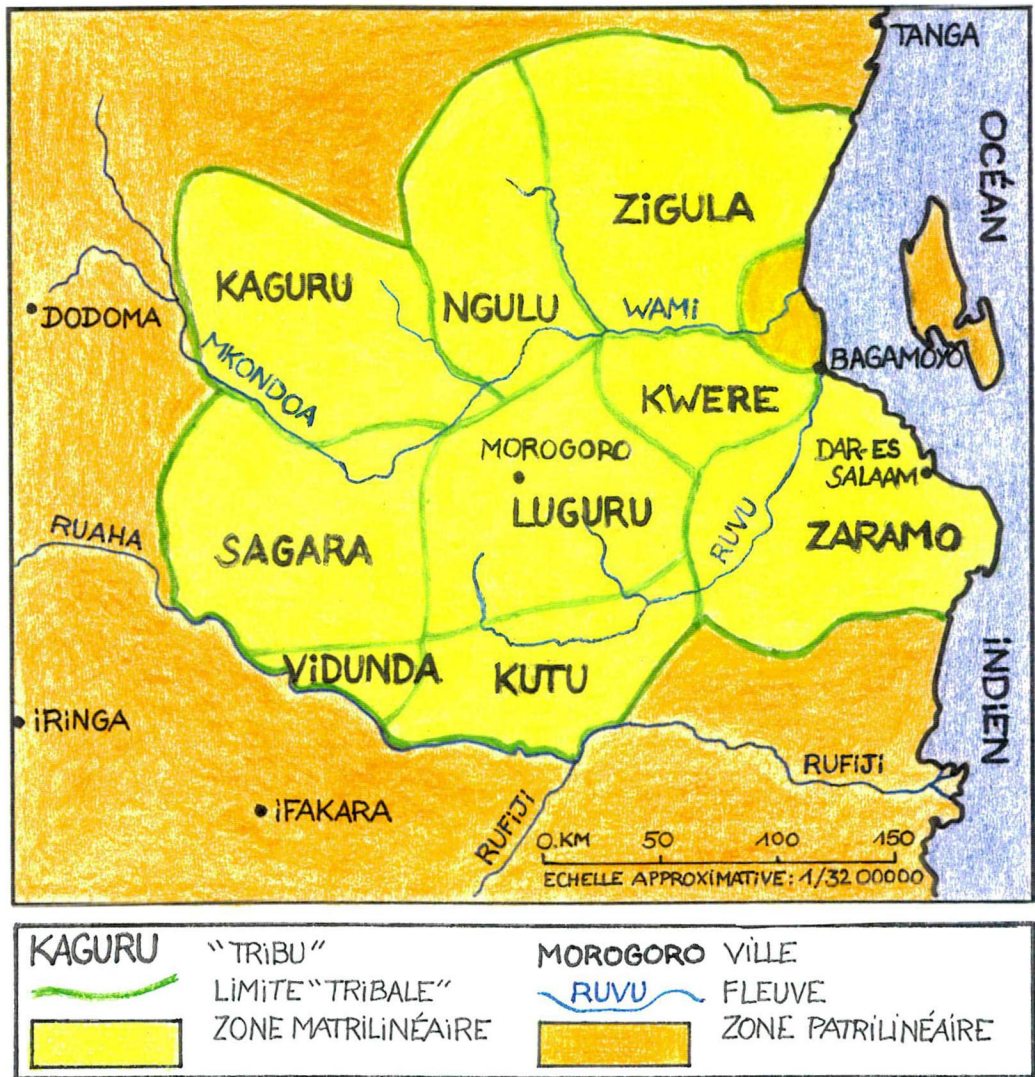 TANGA
OCÉAN
ZiGULA
KAGURU
NGULU
WAMi
DODOMA
BAGAMOYO
MKONDOA
KWERE
MOROGORO
DAR-ES
SALAAM
LUGURU
RUVU
RUAHA
SAGARA
ZARAMO
ViDUNDA
KUTU
iNDiEN
iRiNGA
RUFiJi
iFAKARA
RUFiJi
0.KM 50 100 150
ECHELLE APPROXiMATiVE: 1/32 00000
KAGURU "TRiBU"
LiMiTE "TRiBALE"
ZONE MATRiLiNÉAiRE
MOROGORO ViLLE
RUVU FLEUVE
ZONE PATRiLiNÉAiRE